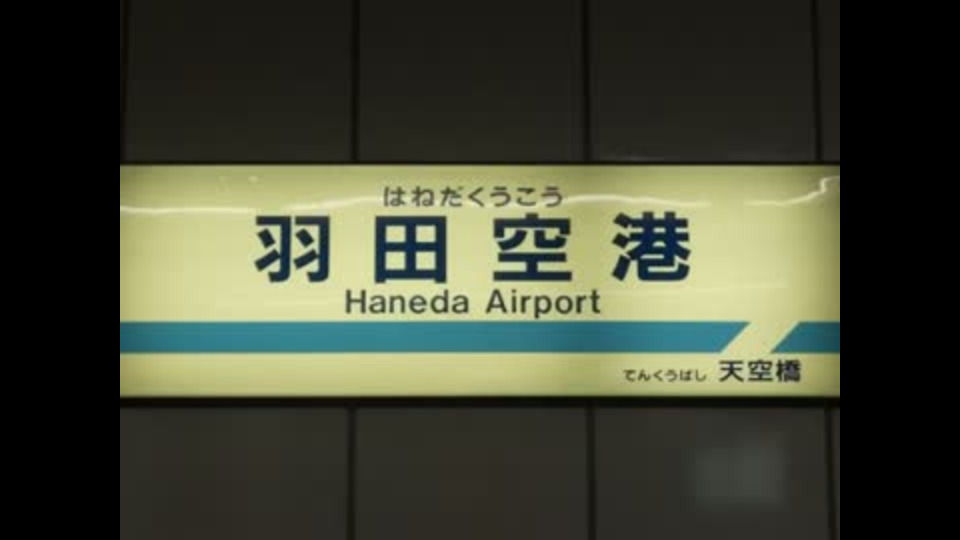 はねだくうこう
羽田空港
Haneda Airport
てんくうばし 天空橋